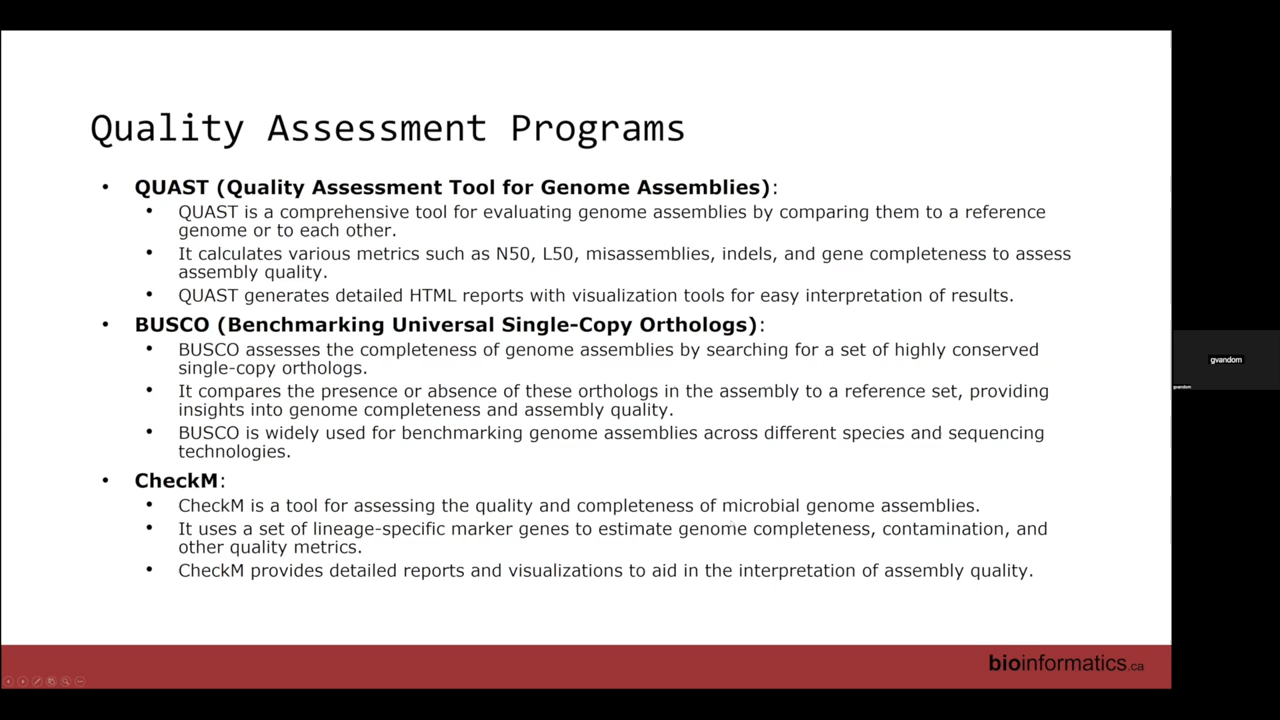 Quality Assessment Programs
• QUAST (Quality Assessment Tool for Genome Assemblies):
• QUAST is a comprehensive tool for evaluating genome assemblies by comparing them to a reference
genome or to each other.
• It calculates various metrics such as N50, L50, misassemblies, indels, and gene completeness to assess
assembly quality.
• QUAST generates detailed HTML reports with visualization tools for easy interpretation of results.
• BUSCO (Benchmarking Universal Single-Copy Orthologs):
• BUSCO assesses the completeness of genome assemblies by searching for a set of highly conserved
single-copy orthologs.
• It compares the presence or absence of these orthologs in the assembly to a reference set, providing
insights into genome completeness and assembly quality.
• BUSCO is widely used for benchmarking genome assemblies across different species and sequencing
technologies.
• CheckM:
• CheckM is a tool for assessing the quality and completeness of microbial genome assemblies.
• It uses a set of lineage-specific marker genes to estimate genome completeness, contamination, and
other quality metrics.
• CheckM provides detailed reports and visualizations to aid in the interpretation of assembly quality.
bioinformatics.ca
gvandom
gvandom